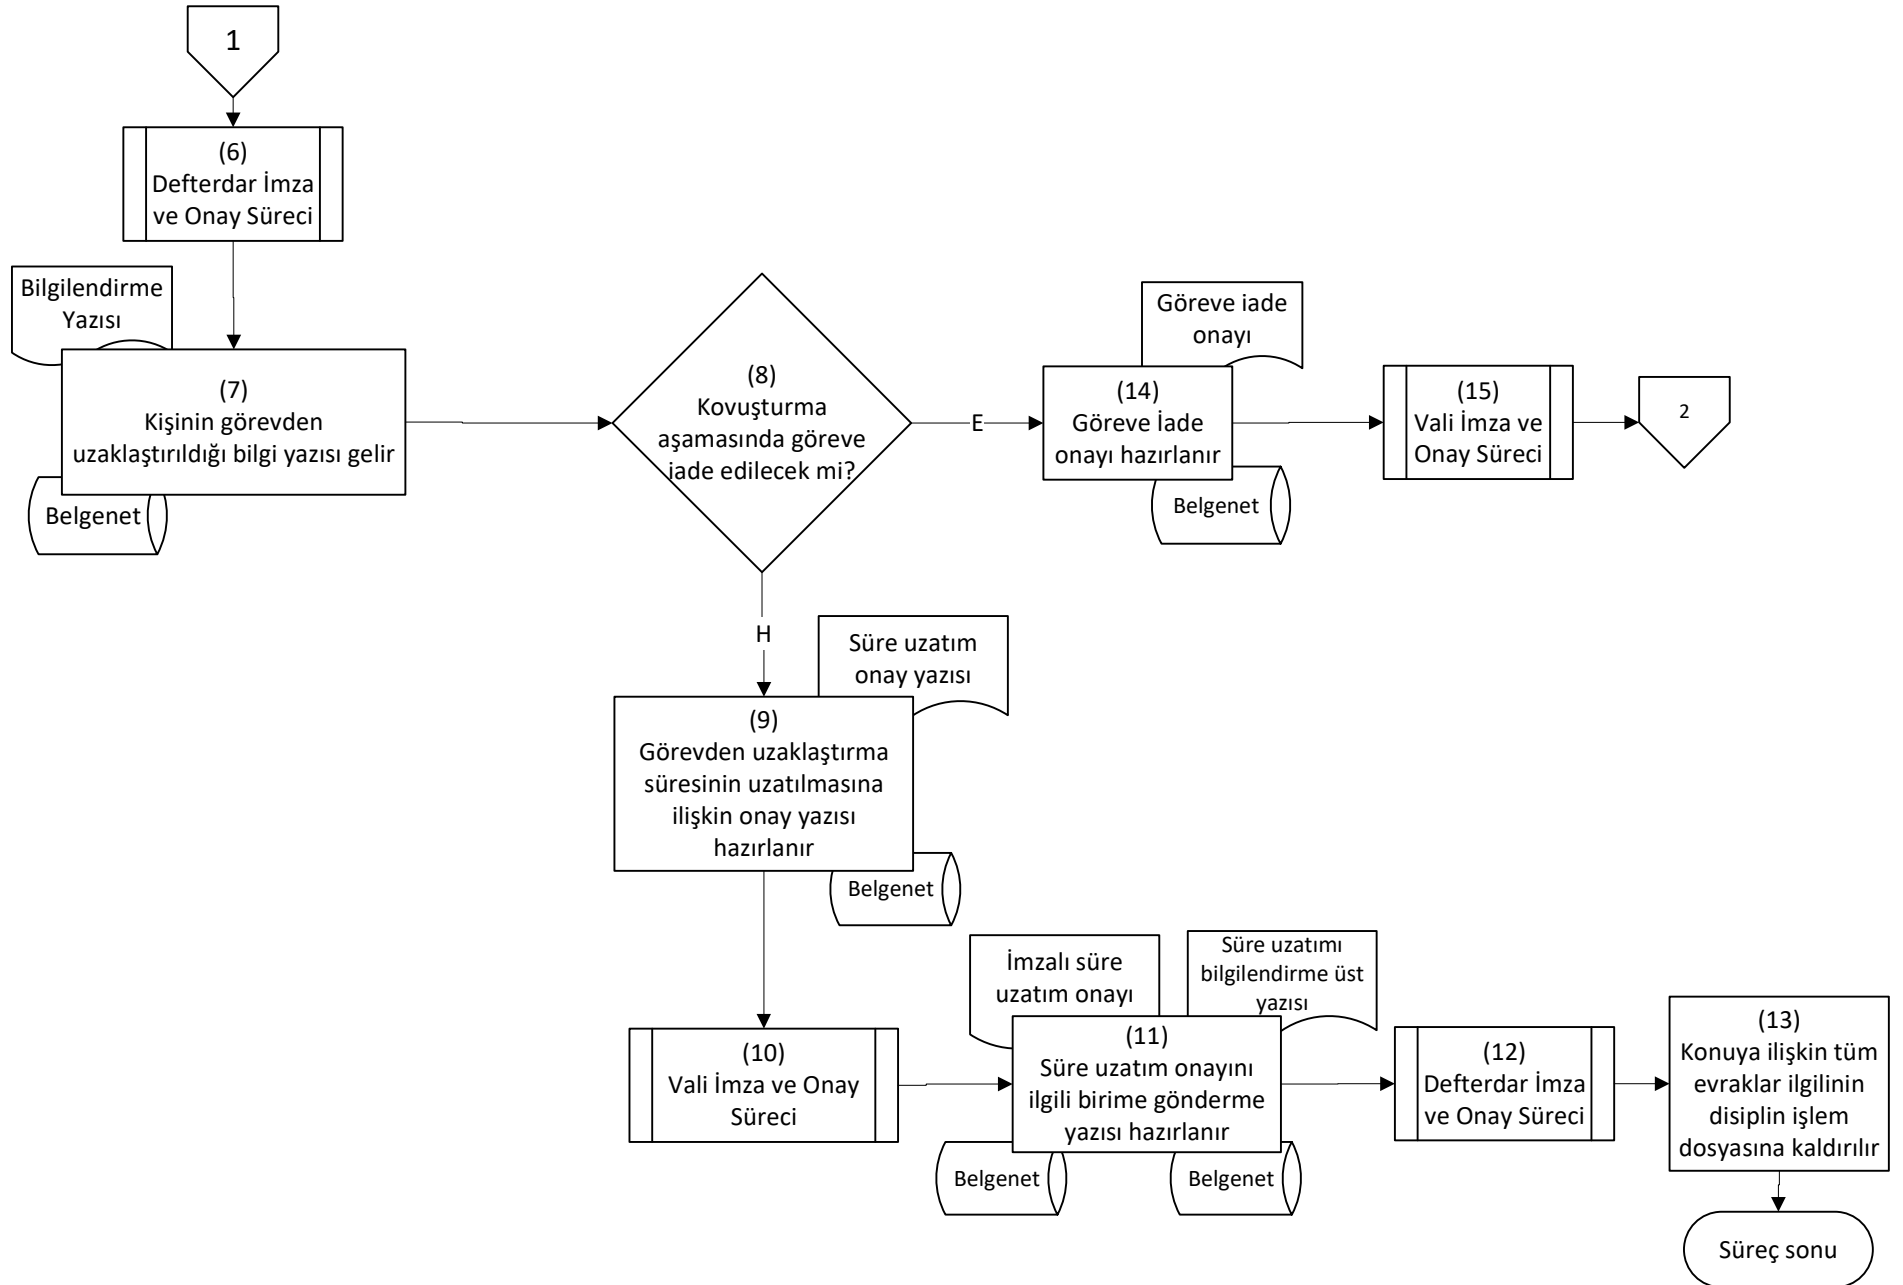 1
(6)
Defterdar İmza
ve Onay Süreci
Bilgilendirme
Yazısı
(7)
Kişinin görevden
uzaklaştırıldığı bilgi yazısı gelir
Belgenet
(8)
Kovuşturma
aşamasında göreve
iade edilecek mi?
E
Göreve iade
onayı
(14)
Göreve İade
onayı hazırlanır
Belgenet
(15)
Vali İmza ve
Onay Süreci
2
H
Süre uzatım
onay yazısı
(9)
Görevden uzaklaştırma
süresinin uzatılmasına
ilişkin onay yazısı
hazırlanır
Belgenet
(10)
Vali İmza ve Onay
Süreci
İmzalı süre
uzatım onayı
Süre uzatımı
bilgilendirme üst
yazısı
(11)
Süre uzatım onayını
ilgili birime gönderme
yazısı hazırlanır
Belgenet
Belgenet
(12)
Defterdar İmza
ve Onay Süreci
(13)
Konuya ilişkin tüm
evraklar ilgilinin
disiplin işlem
dosyasına kaldırılır
Süreç sonu